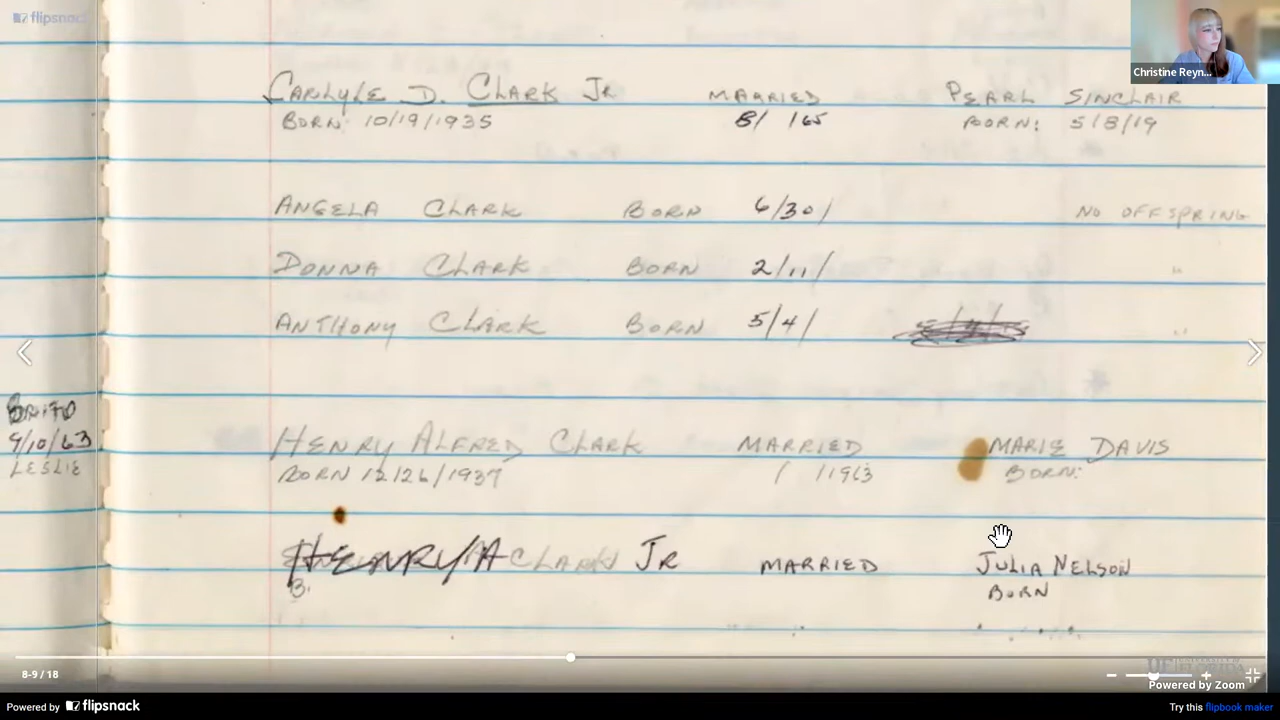 flipsnack
Christine Reyn...
CARLYLE D. CLARK JR MARRIED PEARL SINCLAIR
BORN: 10/19/1935 8/ /65 BORN: 5/8/19
ANGELA CLARK BORN 6/30/ NO OFFSPRING
DONNA CLARK BORN 2/11/ "
ANTHONY CLARK BORN 5/4/ "
9/10/63
LESLIE
HENRY ALFRED CLARK MARRIED MARIE DAVIS
BORN 12/26/1937 / /1963 BORN:
HENRY A CLARK JR MARRIED JULIA NELSON
B. BORN
8-9 / 18
Powered by Zoom
Powered by flipsnack
Try this flipbook maker